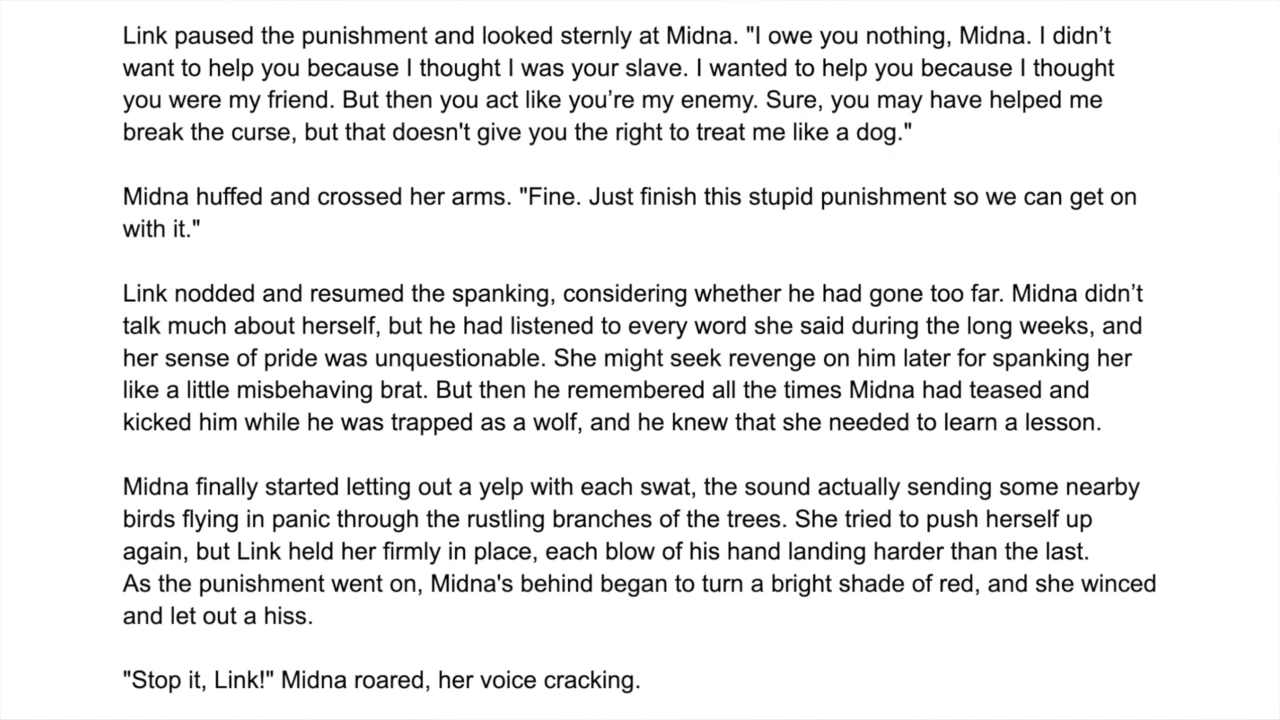 Link paused the punishment and looked sternly at Midna. "I owe you nothing, Midna. I didn’t
want to help you because I thought I was your slave. I wanted to help you because I thought
you were my friend. But then you act like you’re my enemy. Sure, you may have helped me
break the curse, but that doesn't give you the right to treat me like a dog."
Midna huffed and crossed her arms. "Fine. Just finish this stupid punishment so we can get on
with it."
Link nodded and resumed the spanking, considering whether he had gone too far. Midna didn’t
talk much about herself, but he had listened to every word she said during the long weeks, and
her sense of pride was unquestionable. She might seek revenge on him later for spanking her
like a little misbehaving brat. But then he remembered all the times Midna had teased and
kicked him while he was trapped as a wolf, and he knew that she needed to learn a lesson.
Midna finally started letting out a yelp with each swat, the sound actually sending some nearby
birds flying in panic through the rustling branches of the trees. She tried to push herself up
again, but Link held her firmly in place, each blow of his hand landing harder than the last.
As the punishment went on, Midna's behind began to turn a bright shade of red, and she winced
and let out a hiss.
"Stop it, Link!" Midna roared, her voice cracking.